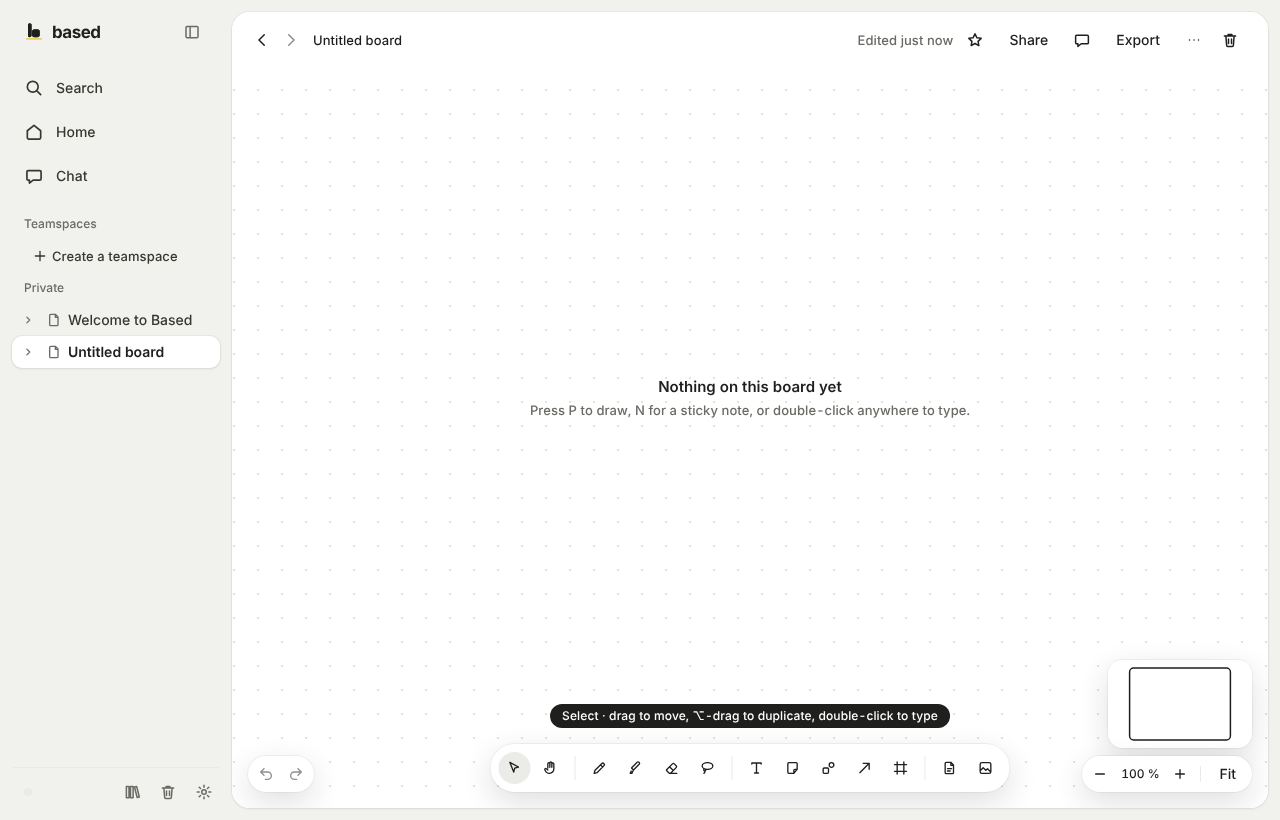 based
Search
Home
Chat
Teamspaces
Create a teamspace
Private
Welcome to Based
Untitled board
Untitled board
Edited just now
Share
Export
Nothing on this board yet
Press P to draw, N for a sticky note, or double-click anywhere to type.
Select · drag to move, ⌥-drag to duplicate, double-click to type
100 %
Fit